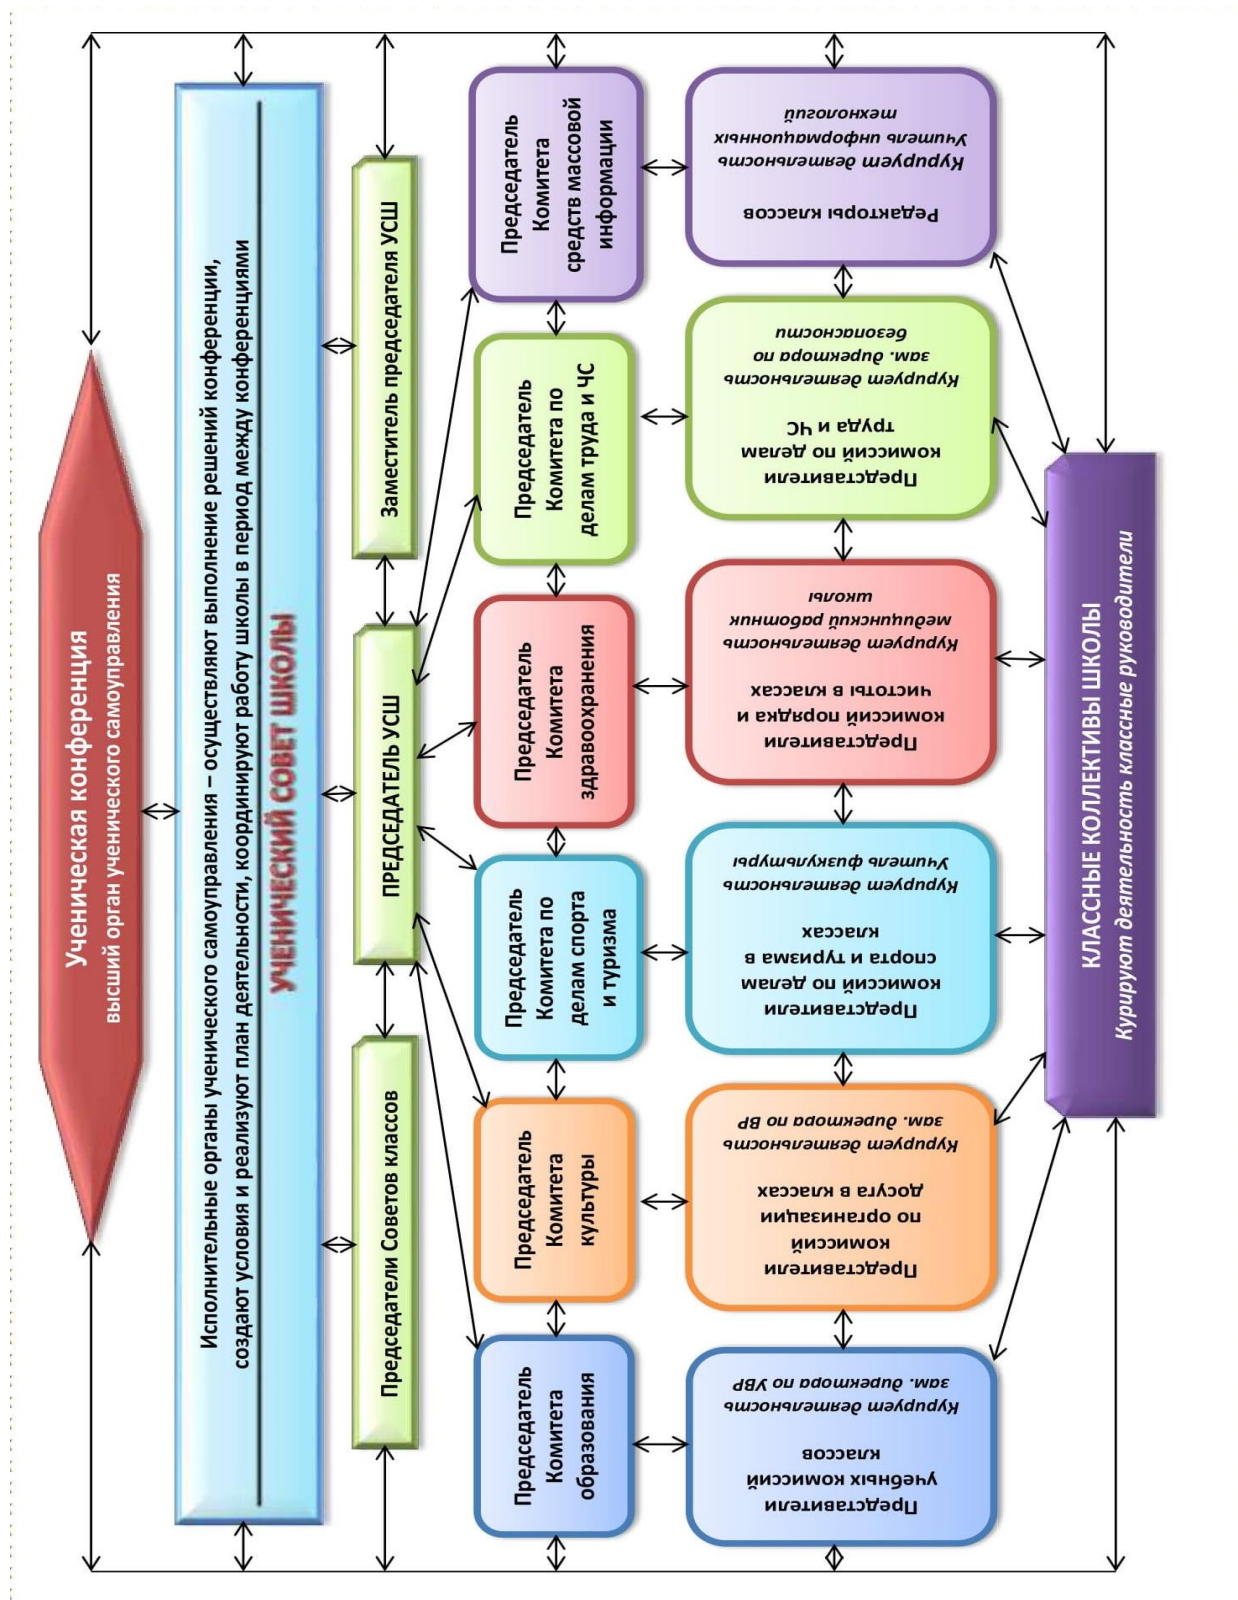 Ученическая конференция
высший орган ученического самоуправления
Исполнительные органы ученического самоуправления – осуществляют выполнение решений конференции,
создают условия и реализуют план деятельности, координируют работу школы в период между конференциями
УЧЕНИЧЕСКИЙ СОВЕТ ШКОЛЫ
Председатели Советов классов
ПРЕДСЕДАТЕЛЬ УСШ
Заместитель председателя УСШ
Председатель
Комитета
образования
Председатель
Комитета
культуры
Председатель
Комитета по
делам спорта
и туризма
Председатель
Комитета
здравоохранения
Председатель
Комитета по
делам труда и ЧС
Председатель
Комитета
средств массовой
информации
Представители
учебных комиссий
классов
Курирует деятельность
зам. директора по УВР
Представители
комиссий
по организации
досуга в классах
Курирует деятельность
зам. директора по ВР
Представители
комиссий по делам
спорта и туризма в
классах
Курирует деятельность
Учитель физкультуры
Представители
комиссий порядка и
чистоты в классах
Курирует деятельность
медицинский работник
школы
Представители
комиссий по делам
труда и ЧС
Курирует деятельность
зам. директора по
безопасности
Редакторы классов
Курирует деятельность
Учитель информационных
технологий
КЛАССНЫЕ КОЛЛЕКТИВЫ ШКОЛЫ
Курируют деятельность классные руководители